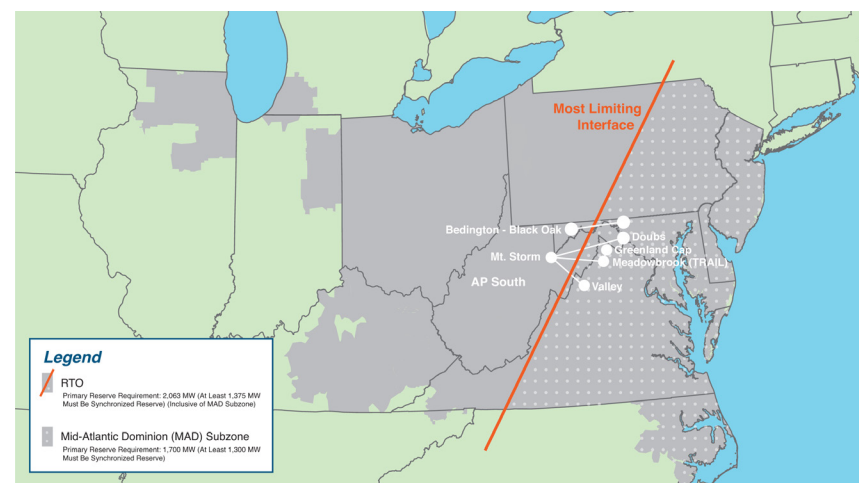 Most Limiting
Interface
Bedington - Black Oak
Doubs
Mt. Storm
Greenland Cap
Meadowbrook (TRAIL)
AP South
Valley
Legend
RTO
Primary Reserve Requirement: 2,063 MW (At Least 1,375 MW
Must Be Synchronized Reserve) (Inclusive of MAD Subzone)
Mid-Atlantic Dominion (MAD) Subzone
Primary Reserve Requirement: 1,700 MW (At Least 1,300 MW
Must Be Synchronized Reserve)